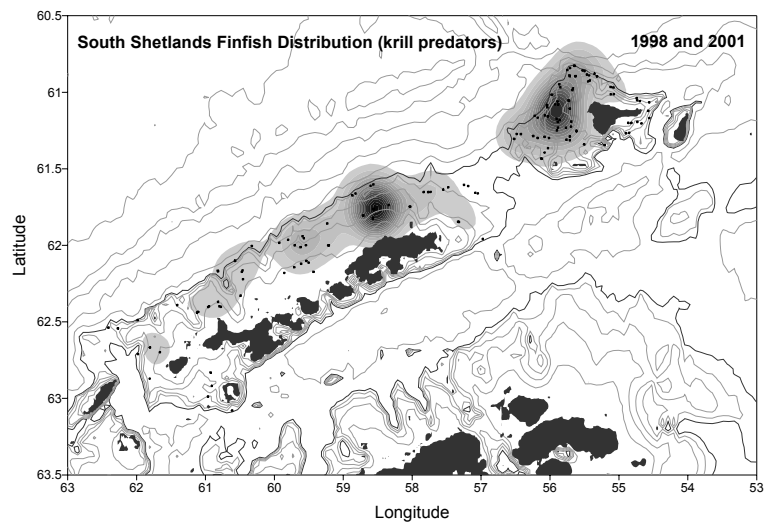 South Shetlands Finfish Distribution (krill predators) 1998 and 2001
60.5
61
61.5
62
62.5
63
63.5
Latitude
63 62 61 60 59 58 57 56 55 54 53
Longitude